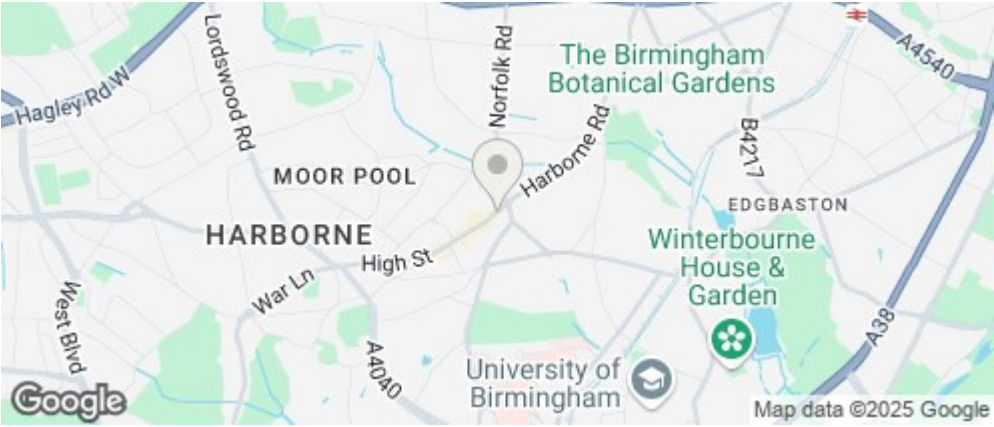 Lordswood Rd
Norfolk Rd
A4540
The Birmingham
Botanical Gardens
Hagley Rd W
B4217
Harborne Rd
MOOR POOL
EDGBASTON
HARBORNE
Winterbourne
House &
Garden
High St
War Ln
West Blvd
A38
A4040
University of
Birmingham
Google
Map data ©2025 Google